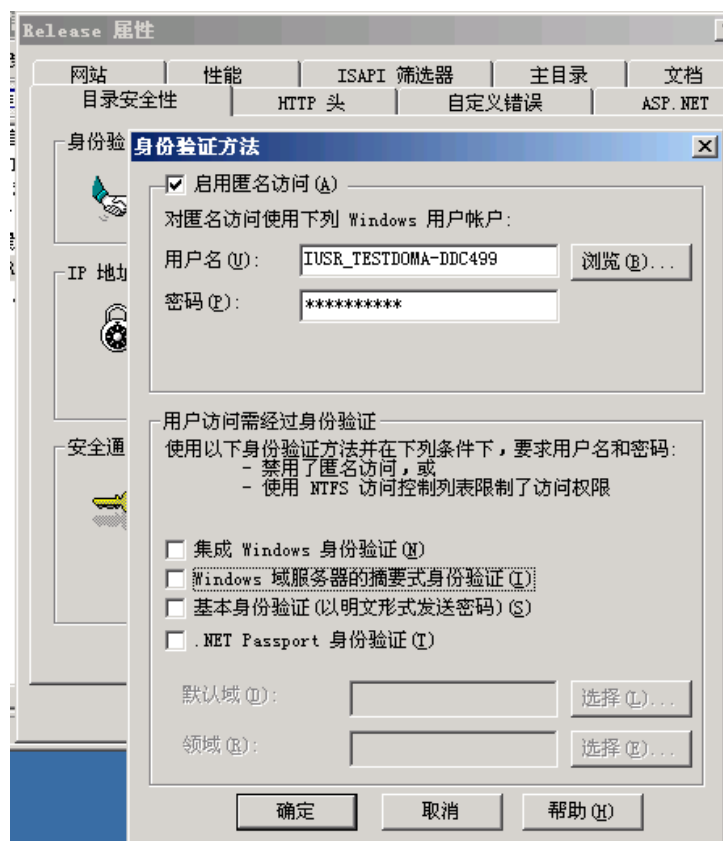 Release 属性
网站
性能
ISAPI 筛选器
主目录
文档
目录安全性
HTTP 头
自定义错误
ASP.NET
身份验
身份验证方法
启用匿名访问(A)
对匿名访问使用下列 Windows 用户帐户:
用户名(U):
IUSR_TESTDOMA-DDC499
浏览(B)...
IP 地址
密码(P):
**********
用户访问需经过身份验证
安全通
使用以下身份验证方法并在下列条件下，要求用户名和密码:
- 禁用了匿名访问，或
- 使用 NTFS 访问控制列表限制了访问权限
集成 Windows 身份验证(N)
Windows 域服务器的摘要式身份验证(I)
基本身份验证(以明文形式发送密码)(S)
.NET Passport 身份验证(T)
默认域(D):
选择(L)...
领域(R):
选择(E)...
确定
取消
帮助(H)